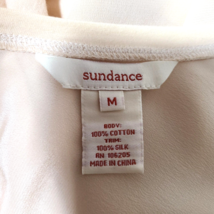 sundance
M
BODY:
100% COTTON
TRIM:
100% SILK
RN 106205
MADE IN CHINA